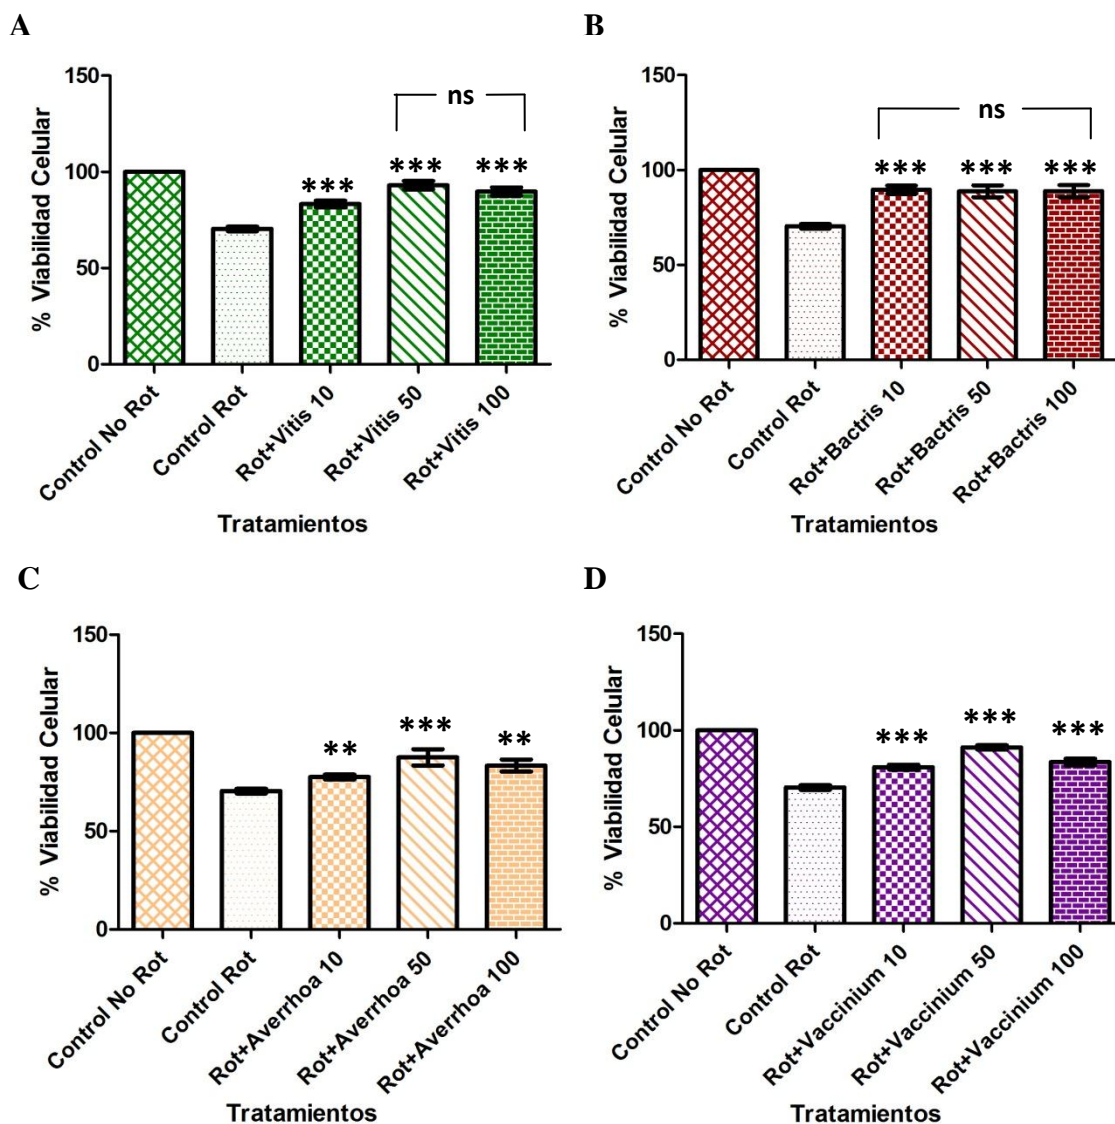 A
% Viabilidad Celular
150
100
50
0
ns
*** *** ***
Control No Rot
Control Rot
Rot+Vitis 10
Rot+Vitis 50
Rot+Vitis 100
Tratamientos
B
% Viabilidad Celular
150
100
50
0
ns
*** *** ***
Control No Rot
Control Rot
Rot+Bactris 10
Rot+Bactris 50
Rot+Bactris 100
Tratamientos
C
% Viabilidad Celular
150
100
50
0
** *** **
Control No Rot
Control Rot
Rot+Averrhoa 10
Rot+Averrhoa 50
Rot+Averrhoa 100
Tratamientos
D
% Viabilidad Celular
150
100
50
0
*** *** ***
Control No Rot
Control Rot
Rot+Vaccinium 10
Rot+Vaccinium 50
Rot+Vaccinium 100
Tratamientos